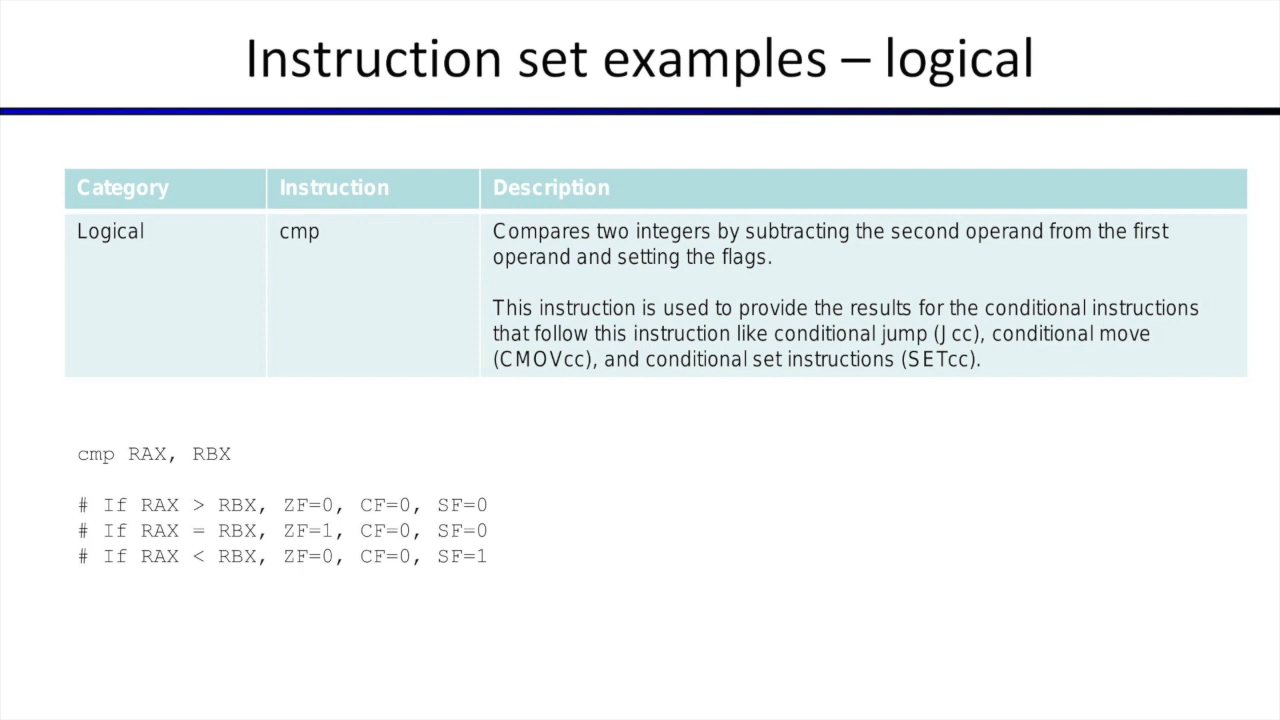 Instruction set examples – logical
Category Instruction Description
Logical cmp Compares two integers by subtracting the second operand from the first
operand and setting the flags.
This instruction is used to provide the results for the conditional instructions
that follow this instruction like conditional jump (Jcc), conditional move
(CMOVcc), and conditional set instructions (SETcc).
cmp RAX, RBX
# If RAX > RBX, ZF=0, CF=0, SF=0
# If RAX = RBX, ZF=1, CF=0, SF=0
# If RAX < RBX, ZF=0, CF=0, SF=1